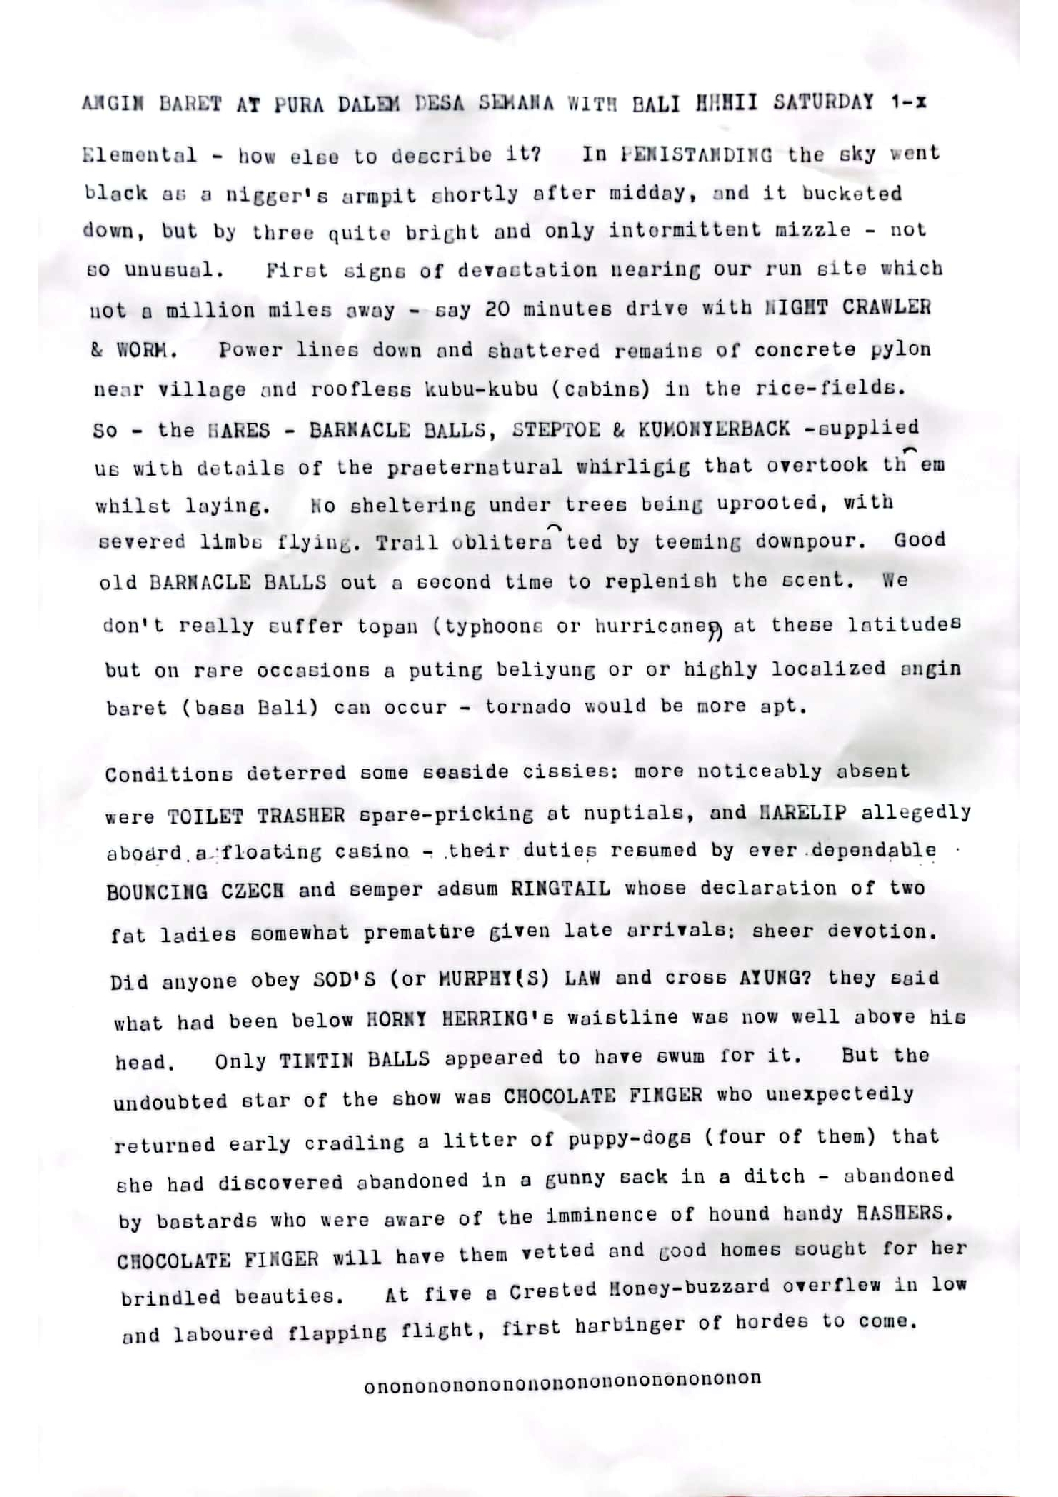 ANGIN BARET AT PURA DALEM DESA SEMANA WITH BALI HHHII SATURDAY 1-x
Elemental - how else to describe it? In PENISTANDING the sky went
black as a nigger's armpit shortly after midday, and it bucketed
down, but by three quite bright and only intermittent mizzle - not
so unusual. First signs of devastation nearing our run site which
not a million miles away - say 20 minutes drive with NIGHT CRAWLER
& WORM. Power lines down and shattered remains of concrete pylon
near village and roofless kubu-kubu (cabins) in the rice-fields.
So - the HARES - BARNACLE BALLS, STEPTOE & KUMONYERBACK -supplied
us with details of the praeternatural whirligig that overtook th em
whilst laying. No sheltering under trees being uprooted, with
severed limbs flying. Trail oblitera ted by teeming downpour. Good
old BARNACLE BALLS out a second time to replenish the scent. We
don't really suffer topan (typhoons or hurricanes) at these latitudes
but on rare occasions a puting beliyung or or highly localized angin
baret (basa Bali) can occur - tornado would be more apt.
Conditions deterred some seaside cissies: more noticeably absent
were TOILET TRASHER spare-pricking at nuptials, and HARELIP allegedly
aboard a floating casino - their duties resumed by ever dependable
BOUNCING CZECH and semper adsum RINGTAIL whose declaration of two
fat ladies somewhat premature given late arrivals: sheer devotion.
Did anyone obey SOD'S (or MURPHY(S) LAW and cross AYUNG? they said
what had been below HORNY HERRING's waistline was now well above his
head. Only TINTIN BALLS appeared to have swum for it. But the
undoubted star of the show was CHOCOLATE FINGER who unexpectedly
returned early cradling a litter of puppy-dogs (four of them) that
she had discovered abandoned in a gunny sack in a ditch - abandoned
by bastards who were aware of the imminence of hound handy HASHERS.
CHOCOLATE FINGER will have them vetted and good homes sought for her
brindled beauties. At five a Crested Honey-buzzard overflew in low
and laboured flapping flight, first harbinger of hordes to come.
onononononononononononononononon